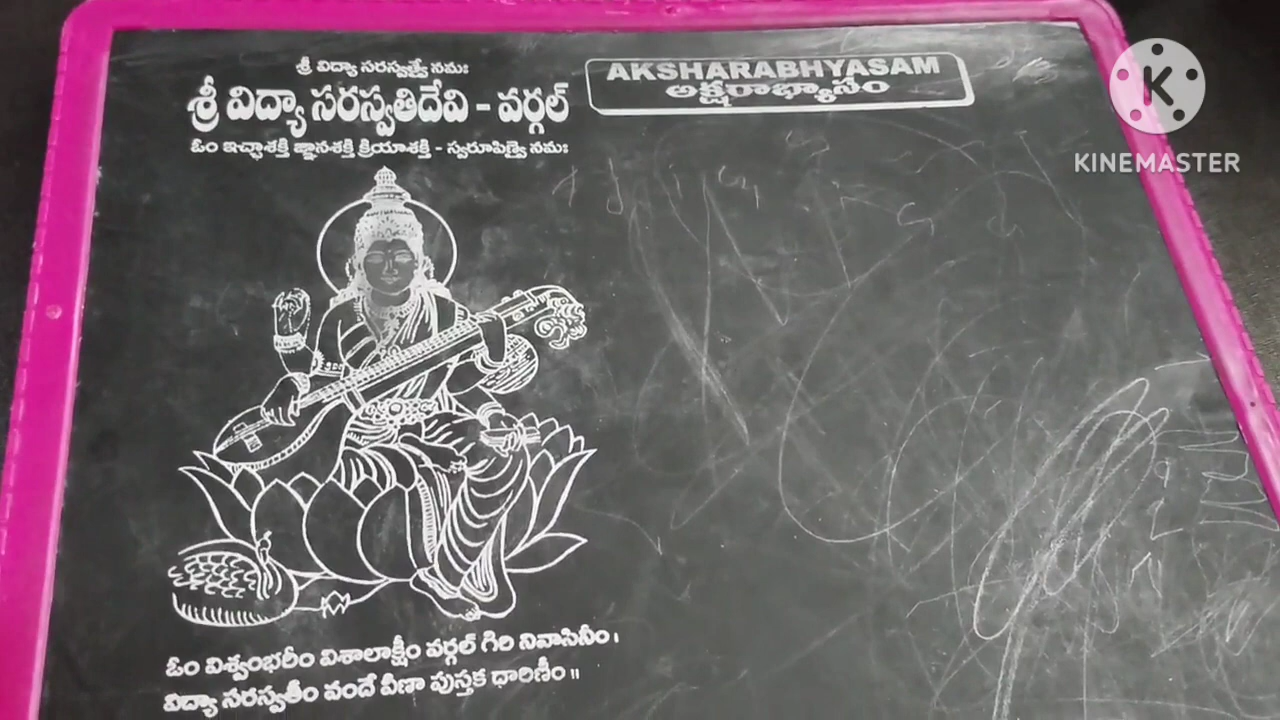 శ్రీ విద్యా సరస్వత్యై నమః
శ్రీ విద్యా సరస్వతిదేవి - వర్గల్
ఓం ఇచ్ఛాశక్తి జ్ఞానశక్తి క్రియాశక్తి - స్వరూపిణ్యై నమః
AKSHARABHYASAM
అక్షరాభ్యాసం
K
KINEMASTER
ఓం విశ్వంభరీం విశాలాక్షీం వర్గల్ గిరి నివాసినీం।
విద్యా సరస్వతీం వందే వీణా పుస్తక ధారిణీం॥